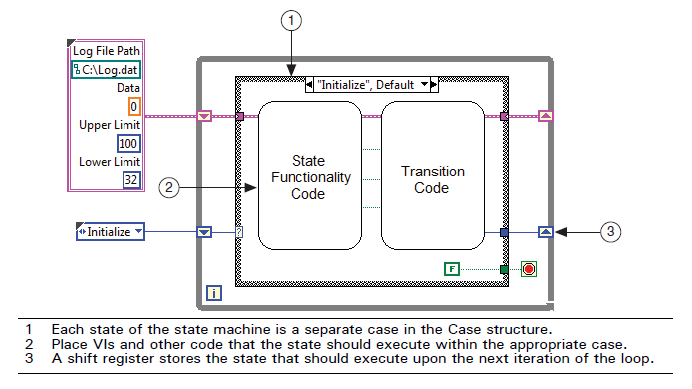 1
Log File Path
C:\Log.dat
Data
0
Upper Limit
100
Lower Limit
32
"Initialize", Default
State
Functionality
Code
Transition
Code
2
Initialize
?
3
F
i
1 Each state of the state machine is a separate case in the Case structure.
2 Place VIs and other code that the state should execute within the appropriate case.
3 A shift register stores the state that should execute upon the next iteration of the loop.